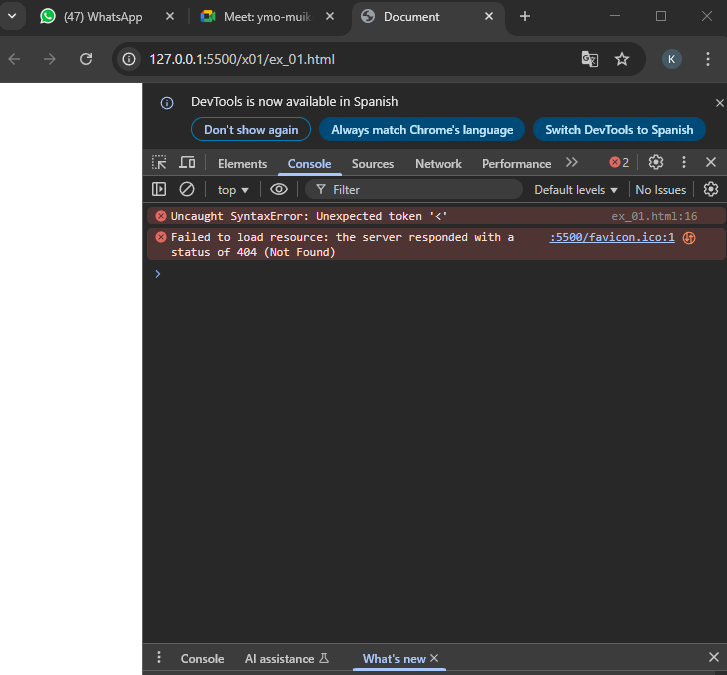 (47) WhatsApp
Meet: ymo-muik
Document
127.0.0.1:5500/x01/ex_01.html
K
DevTools is now available in Spanish
Don't show again
Always match Chrome's language
Switch DevTools to Spanish
Elements
Console
Sources
Network
Performance
2
top
Filter
Default levels
No Issues
Uncaught SyntaxError: Unexpected token '<'
ex_01.html:16
Failed to load resource: the server responded with a
:5500/favicon.ico:1
status of 404 (Not Found)
Console
AI assistance
What's new